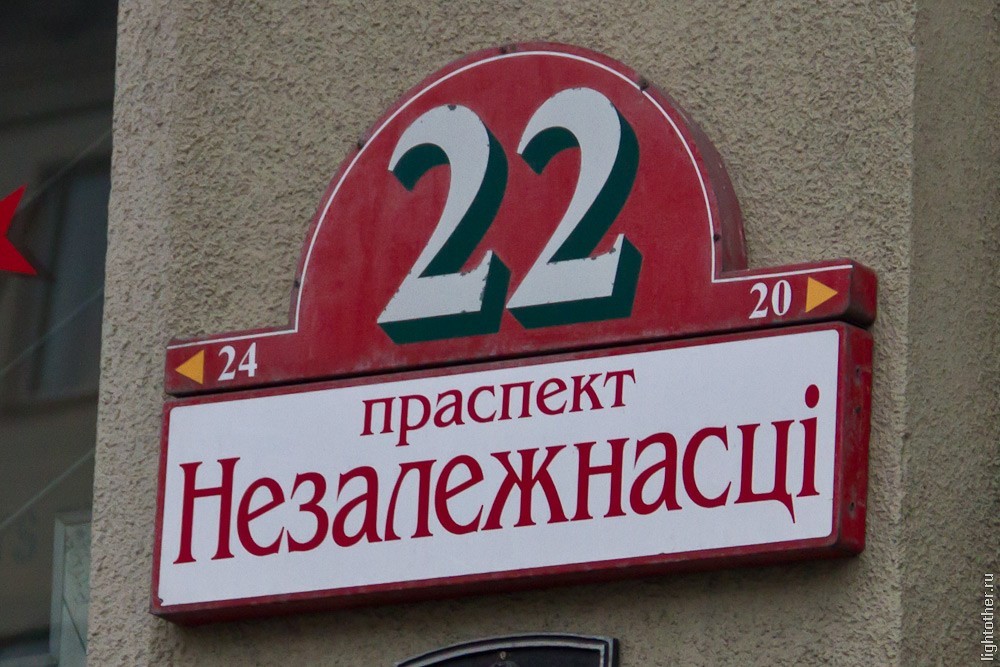 22
24 20
праспект
Незалежнасці
lightother.ru